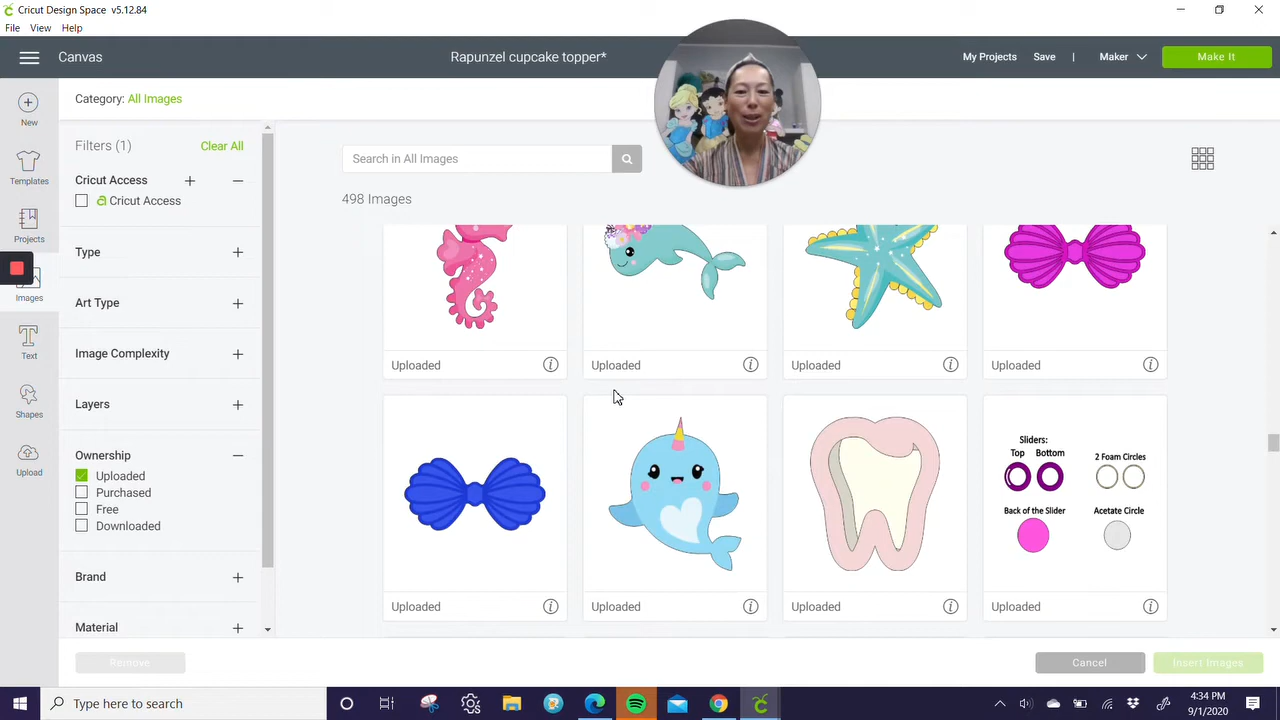 Cricut Design Space v5.12.84
File View Help
Canvas
Rapunzel cupcake topper*
My Projects Save | Maker Make It
New
Templates
Projects
Images
Text
Shapes
Upload
Category: All Images
Filters (1) Clear All
Cricut Access
Cricut Access
Type
Art Type
Image Complexity
Layers
Ownership
Uploaded
Purchased
Free
Downloaded
Brand
Material
Search in All Images
498 Images
Uploaded Uploaded Uploaded Uploaded
Sliders:
Top Bottom
2 Foam Circles
Back of the Slider
Acetate Circle
Uploaded Uploaded Uploaded Uploaded
Remove Cancel Insert Images
Type here to search
4:34 PM
9/1/2020